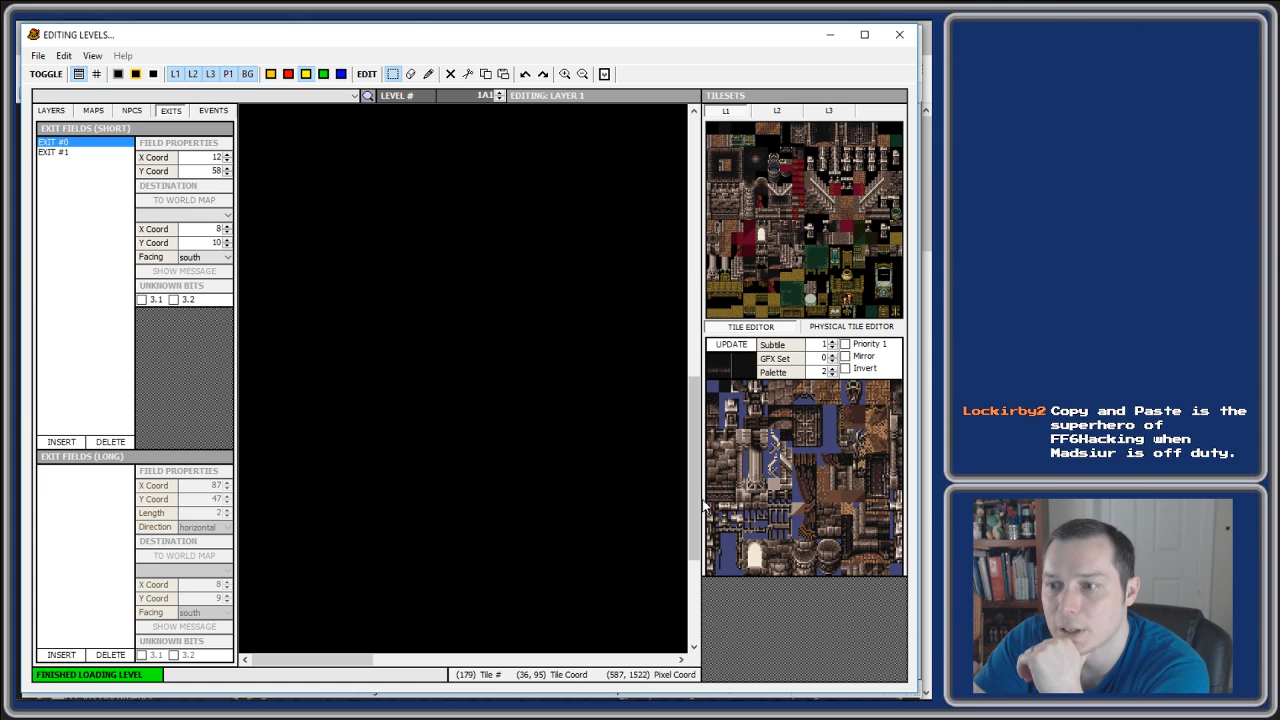 EDITING LEVELS...
File Edit View Help
TOGGLE L1 L2 L3 P1 BG EDIT
LEVEL # 1A1 EDITING: LAYER 1 TILESETS
LAYERS MAPS NPCS EXITS EVENTS L1 L2 L3
EXIT FIELDS (SHORT)
EXIT #0 FIELD PROPERTIES
EXIT #1 X Coord 12
Y Coord 58
DESTINATION
TO WORLD MAP
X Coord 8
Y Coord 10
Facing south
SHOW MESSAGE
UNKNOWN BITS
3.1 3.2
TILE EDITOR PHYSICAL TILE EDITOR
UPDATE Subtile 1 Priority 1
GFX Set 0 Mirror
Palette 2 Invert
INSERT DELETE
EXIT FIELDS (LONG)
FIELD PROPERTIES
X Coord 87
Y Coord 47
Length 2
Direction horizontal
DESTINATION
TO WORLD MAP
X Coord 8
Y Coord 9
Facing south
SHOW MESSAGE
UNKNOWN BITS
INSERT DELETE 3.1 3.2
FINISHED LOADING LEVEL (179) Tile # (36, 95) Tile Coord (587, 1522) Pixel Coord
Lockirby2 Copy and Paste is the
superhero of
FF6Hacking when
Madsiur is off duty.